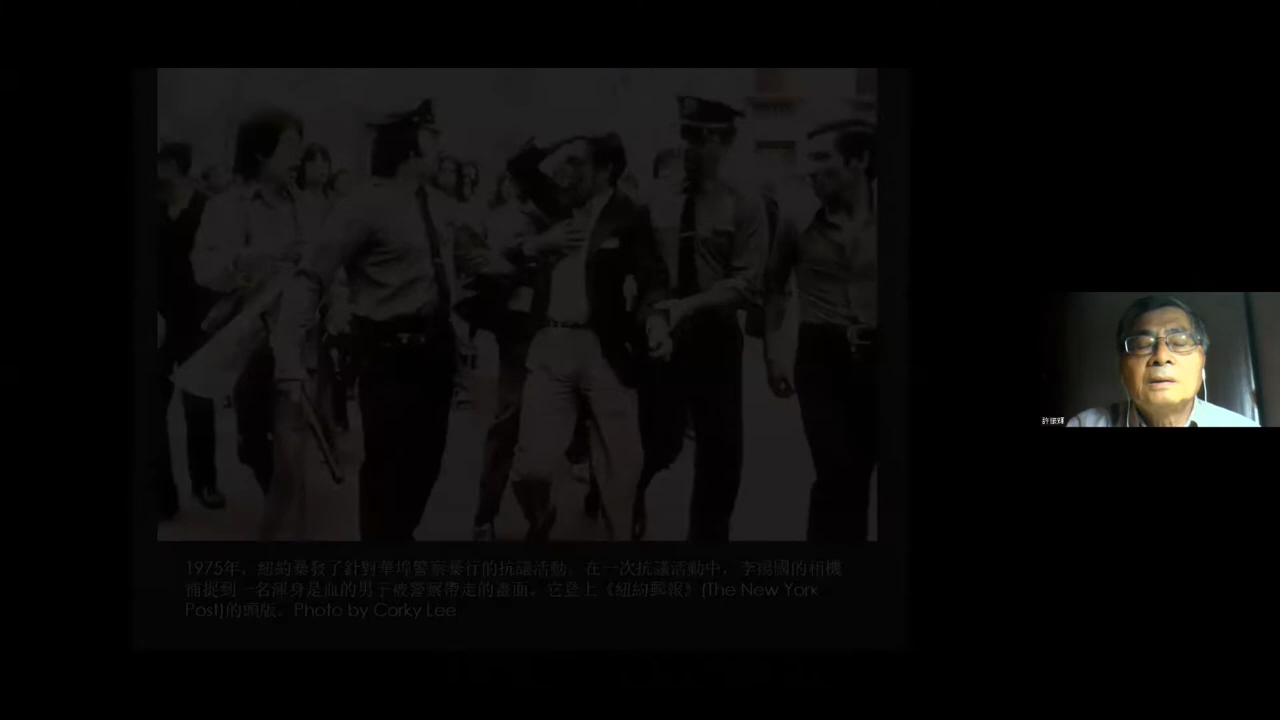 1975年，紐約爆發了針對華埠警察暴行的抗議活動。在一次抗議活動中，李揚國的相機
捕捉到一名渾身是血的男子被警察帶走的畫面。它登上《紐約郵報》(The New York
Post)的頭版。Photo by Corky Lee